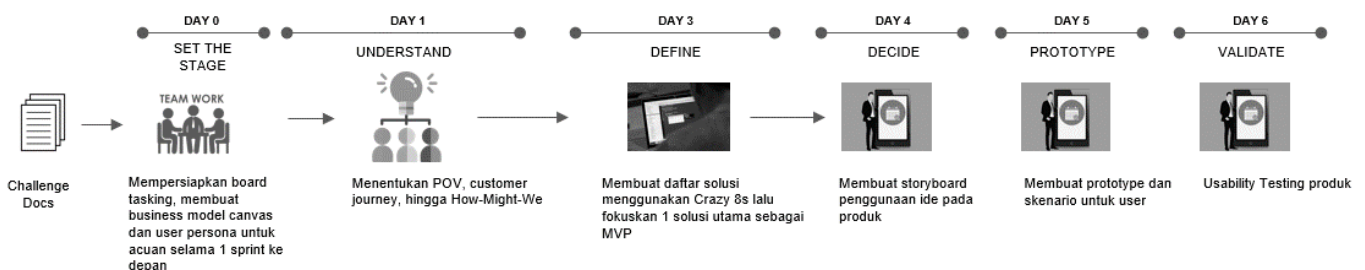 DAY 0
SET THE
STAGE
TEAM WORK
Mempersiapkan board
tasking, membuat
business model canvas
dan user persona untuk
acuan selama 1 sprint ke
depan
DAY 1
UNDERSTAND
Menentukan POV, customer
journey, hingga How-Might-We
DAY 3
DEFINE
Membuat daftar solusi
menggunakan Crazy 8s lalu
fokuskan 1 solusi utama sebagai
MVP
DAY 4
DECIDE
Membuat storyboard
penggunaan ide pada
produk
DAY 5
PROTOTYPE
Membuat prototype dan
skenario untuk user
DAY 6
VALIDATE
Usability Testing produk
Challenge
Docs